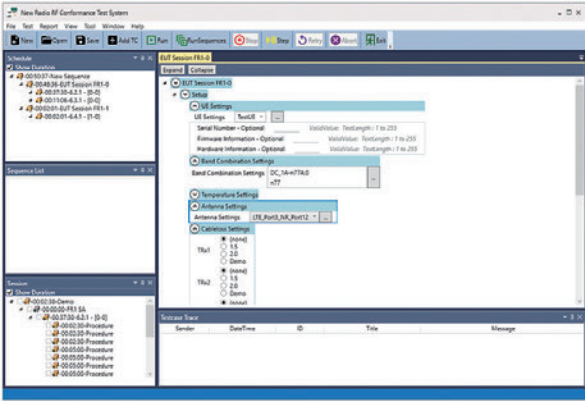 New Radio RF Conformance Test System
File Test Report View Tool Window Help
New Open Save Add TC Run RunSequences Stop Step Retry Abort Exit
Schedule
Show Duration
00:50:37-New Sequence
00:48:36-EUT Session FR1-0
00:37:30-6.2.1 - [0-0]
00:11:06-6.3.1 - [0-0]
00:02:01-EUT Session FR1-1
00:02:01-6.4.1 - [1-0]
Sequence List
Session
Show Duration
00:02:30-Demo
00:00:00-FR1 SA
00:37:30-6.2.1 - [0-0]
00:02:30-Procedure
00:02:30-Procedure
00:02:30-Procedure
00:05:00-Procedure
00:05:00-Procedure
00:05:00-Procedure
EUT Session FR1-0
Expand Collapse
EUT Session FR1-0
Setup
UE Settings
UE Settings TestUE ...
Serial Number - Optional ValidValue: TextLength : 1 to 255
Firmware Information - Optional ValidValue: TextLength : 1 to 255
Hardware Information - Optional ValidValue: TextLength : 1 to 255
Band Combination Settings
Band Combination Settings DC_1A-n77A;0
n77
...
Temperature Settings
Antenna Settings
Antenna Settings LTE_Port3_NR_Port12 ...
Cableloss Settings
(none)
TRx1 1.5
2.0
Demo
(none)
TRx2 1.5
2.0
Demo
(none)
Testcase Trace
Sender DateTime ID Title Message